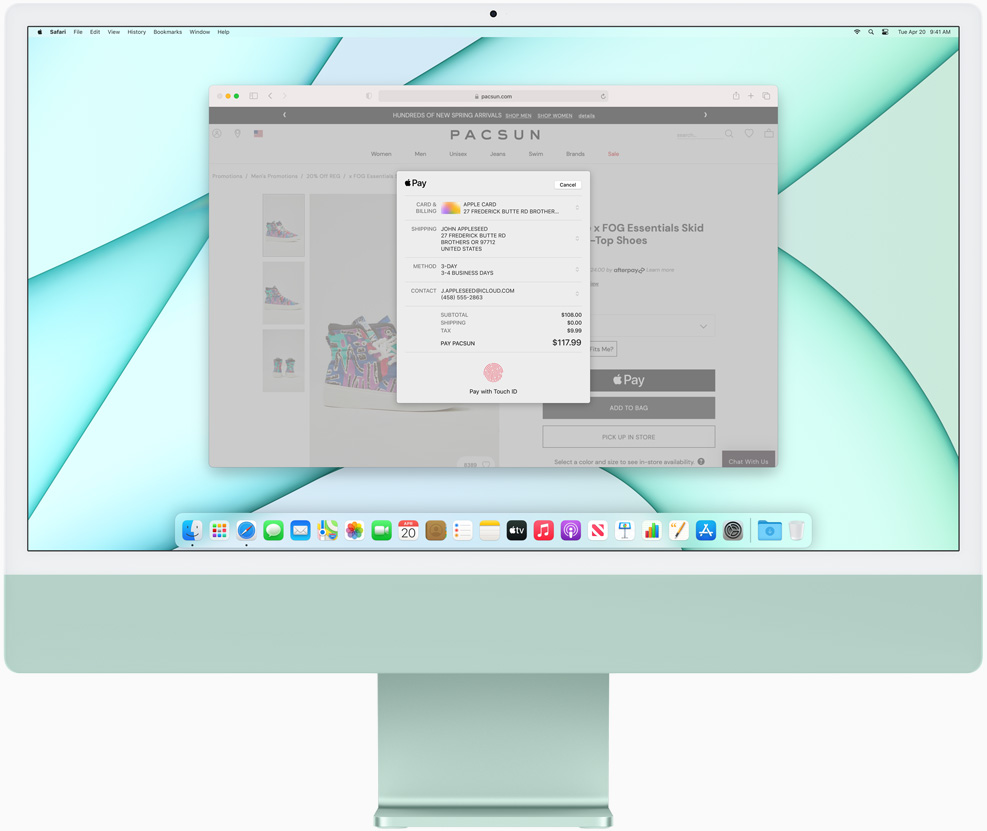 Safari File Edit View History Bookmarks Window Help
Tue Apr 20 9:41 AM
pacsun.com
HUNDREDS OF NEW SPRING ARRIVALS SHOP MEN SHOP WOMEN details
PACSUN
search...
Women Men Unisex Jeans Swim Brands Sale
Promotions / Men's Promotions / 20% Off FOG / x FOG Essentials
Pay
Cancel
CARD & BILLING
APPLE CARD
27 FREDERICK BUTTE RD BROTHER...
SHIPPING
JOHN APPLESEED
27 FREDERICK BUTTE RD
BROTHERS OR 97712
UNITED STATES
METHOD
3-DAY
3-4 BUSINESS DAYS
CONTACT
J.APPLESEED@ICLOUD.COM
(458) 555-2863
SUBTOTAL $108.00
SHIPPING $0.00
TAX $9.99
PAY PACSUN $117.99
Pay with Touch ID
x FOG Essentials Skid
-Top Shoes
by afterpay Learn more
Fits Me?
Pay
ADD TO BAG
PICK UP IN STORE
Select a color and size to see in-store availability.
Chat With Us
APR
20
tv